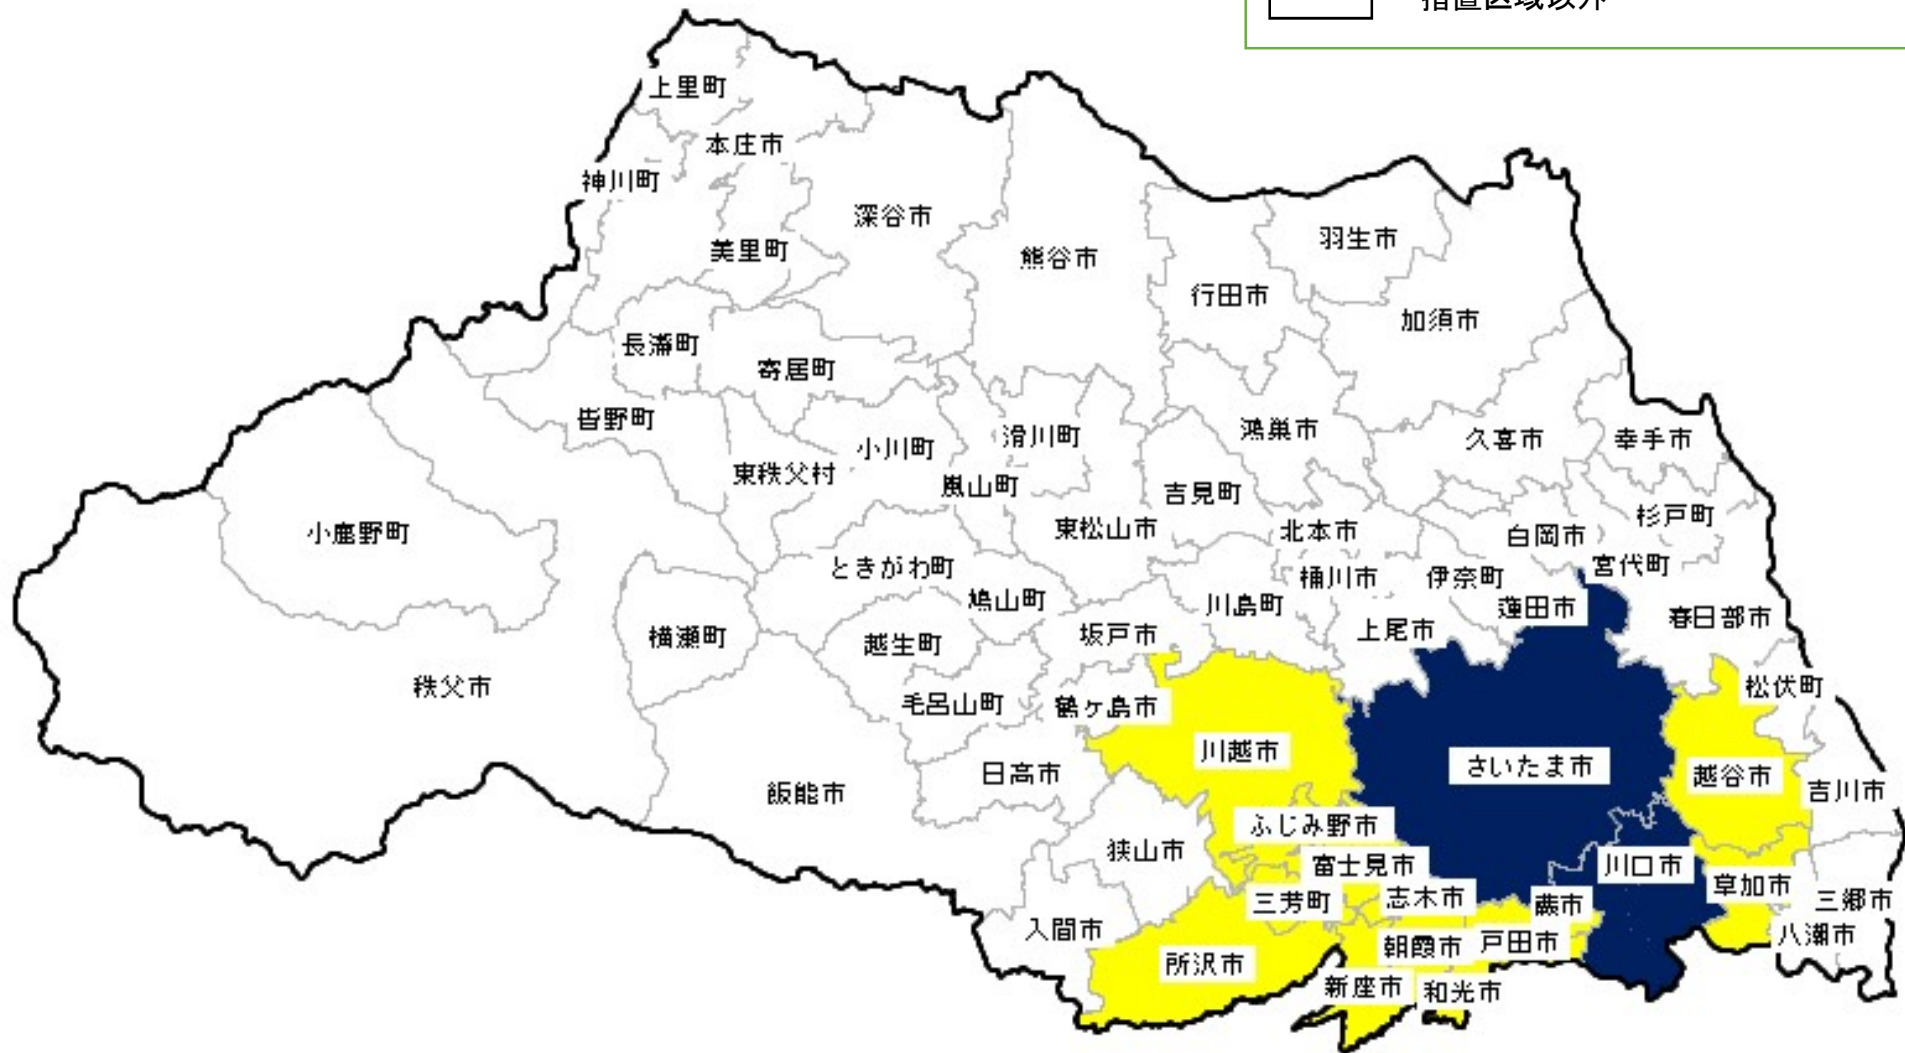 措置区域以外
上里町
本庄市
神川町
深谷市
美里町
熊谷市
羽生市
行田市
加須市
長瀞町
寄居町
皆野町
小川町
滑川町
鴻巣市
久喜市
幸手市
東秩父村
嵐山町
吉見町
小鹿野町
東松山市
北本市
白岡市
杉戸町
ときがわ町
桶川市
伊奈町
宮代町
鳩山町
川島町
蓮田市
横瀬町
越生町
坂戸市
上尾市
春日部市
秩父市
毛呂山町
鶴ヶ島市
松伏町
日高市
川越市
さいたま市
越谷市
飯能市
吉川市
ふじみ野市
狭山市
富士見市
川口市
三芳町
志木市
蕨市
草加市
三郷市
入間市
所沢市
朝霞市
戸田市
八潮市
新座市
和光市